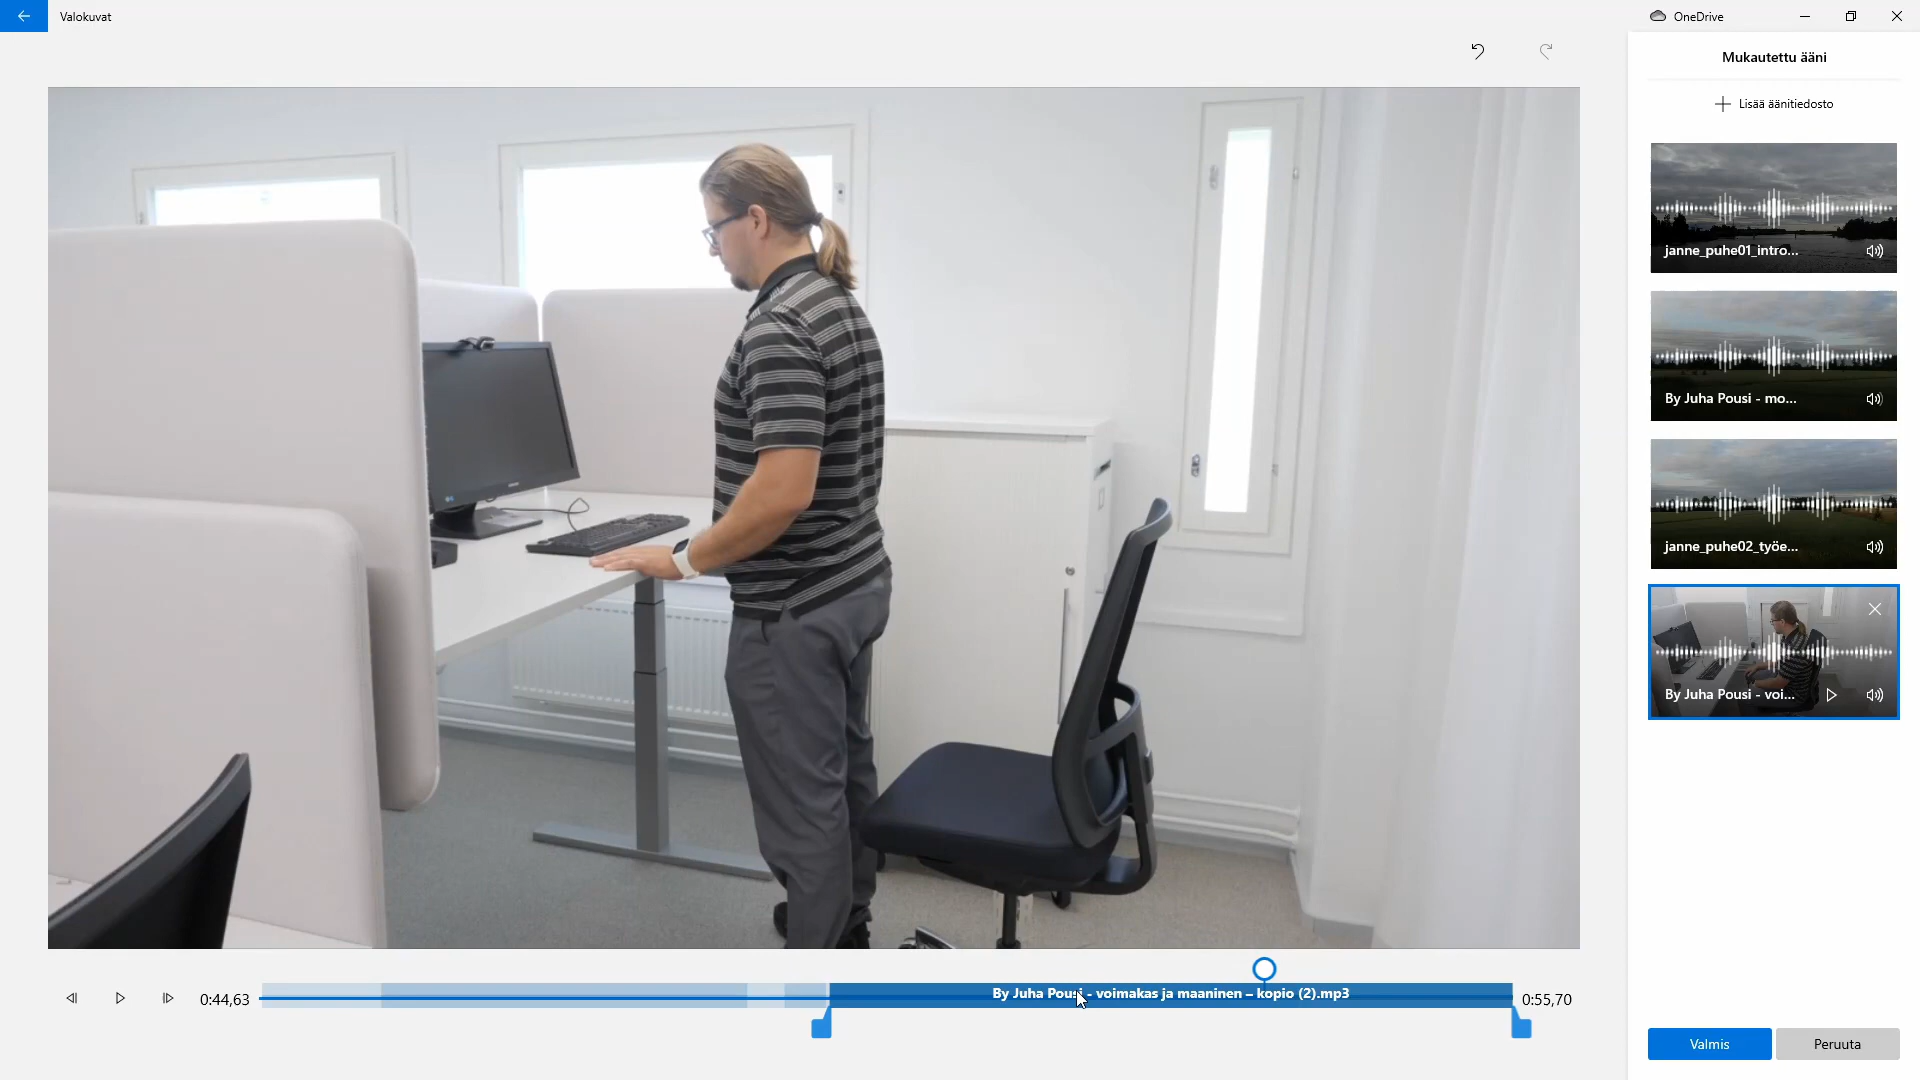 Valokuvat
OneDrive
Mukautettu ääni
Lisää äänitiedosto
janne_puhe01_intro...
By Juha Pousi - mo...
janne_puhe02_työe...
By Juha Pousi - voi...
0:44,63
By Juha Pousi - voimakas ja maaninen – kopio (2).mp3
0:55,70
Valmis
Peruuta